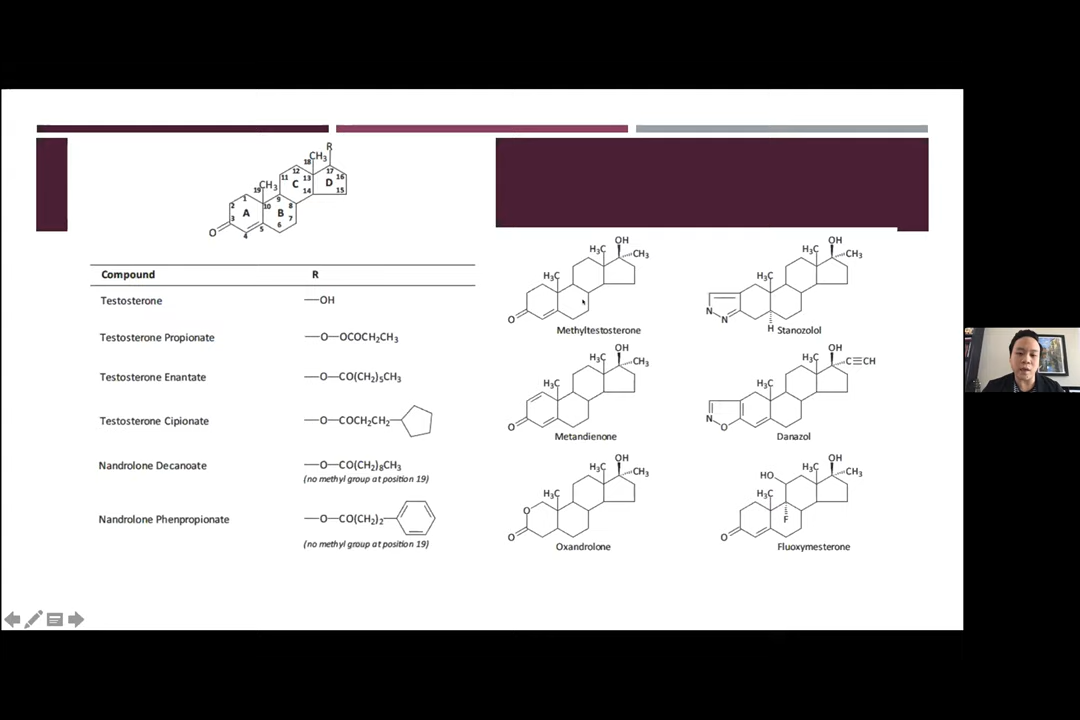 R
CH₃
18
12
17
11
13
16
C
D
CH₃
19
14
15
1
9
2
10
8
A
B
3
5
7
O
4
6
Compound R
Testosterone —OH
Testosterone Propionate —O—OCOCH₂CH₃
Testosterone Enantate —O—CO(CH₂)₅CH₃
Testosterone Cipionate —O—COCH₂CH₂
Nandrolone Decanoate —O—CO(CH₂)₈CH₃
(no methyl group at position 19)
Nandrolone Phenpropionate —O—CO(CH₂)₂
(no methyl group at position 19)
OH
H₃C
CH₃
H₃C
O
Methyltestosterone
OH
H₃C
CH₃
H₃C
N
N
H
Stanozolol
OH
H₃C
CH₃
H₃C
O
Metandienone
OH
H₃C
C≡CH
H₃C
N
O
Danazol
OH
H₃C
CH₃
H₃C
O
O
Oxandrolone
OH
HO
H₃C
CH₃
H₃C
F
O
Fluoxymesterone